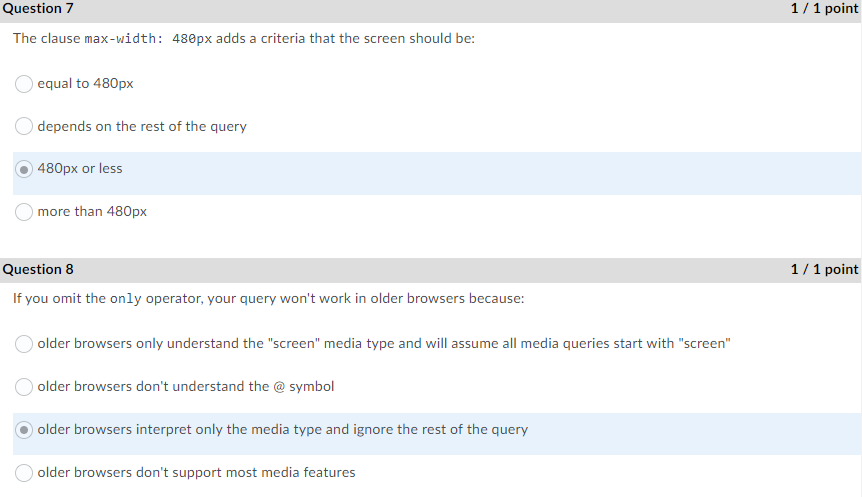 Question 7 1 / 1 point
The clause max-width: 480px adds a criteria that the screen should be:
equal to 480px
depends on the rest of the query
480px or less
more than 480px
Question 8 1 / 1 point
If you omit the only operator, your query won't work in older browsers because:
older browsers only understand the "screen" media type and will assume all media queries start with "screen"
older browsers don't understand the @ symbol
older browsers interpret only the media type and ignore the rest of the query
older browsers don't support most media features